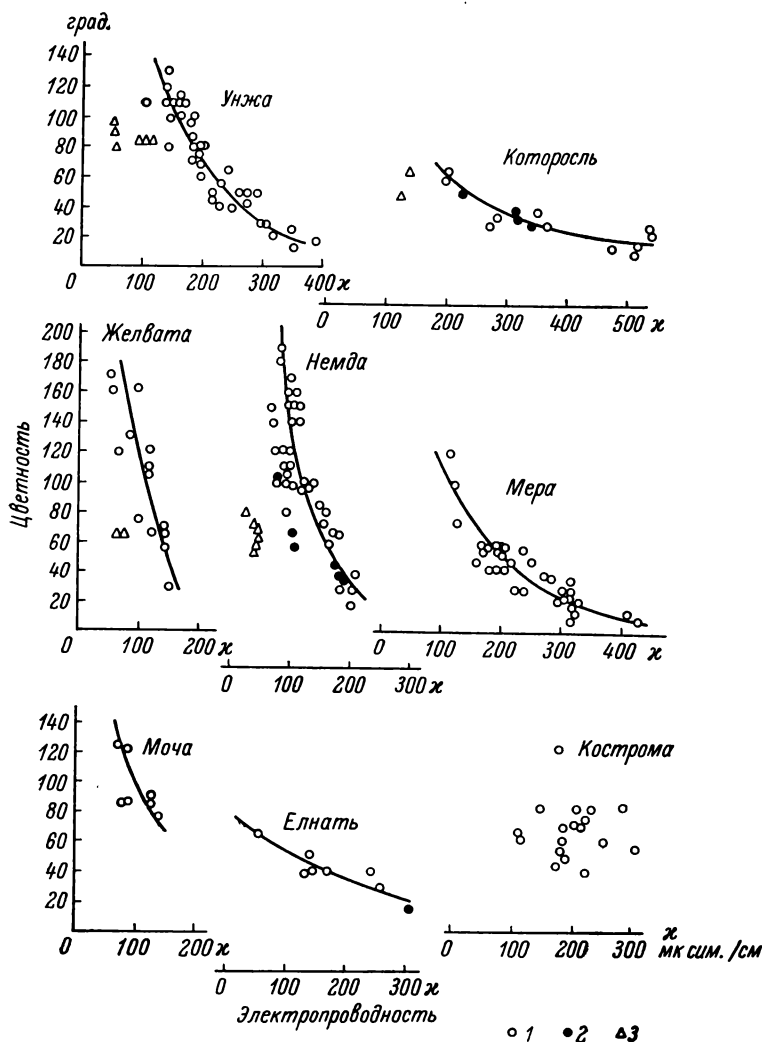 град.
140
120
100
80
60
40
20
0 100 200 300 400 ϰ
Унжа
Которосль
0 100 200 300 400 500 ϰ
Цветность
200
180
160
140
120
100
80
60
40
20
0 100 200 ϰ
Желвата
Немда
0 100 200 300 ϰ
Мера
0 100 200 300 400 ϰ
140
120
100
80
60
40
20
0 100 200 ϰ
Моча
Елнать
0 100 200 300 ϰ
Кострома
0 100 200 300
ϰ
мк сим./см
Электропроводность
1 2 3